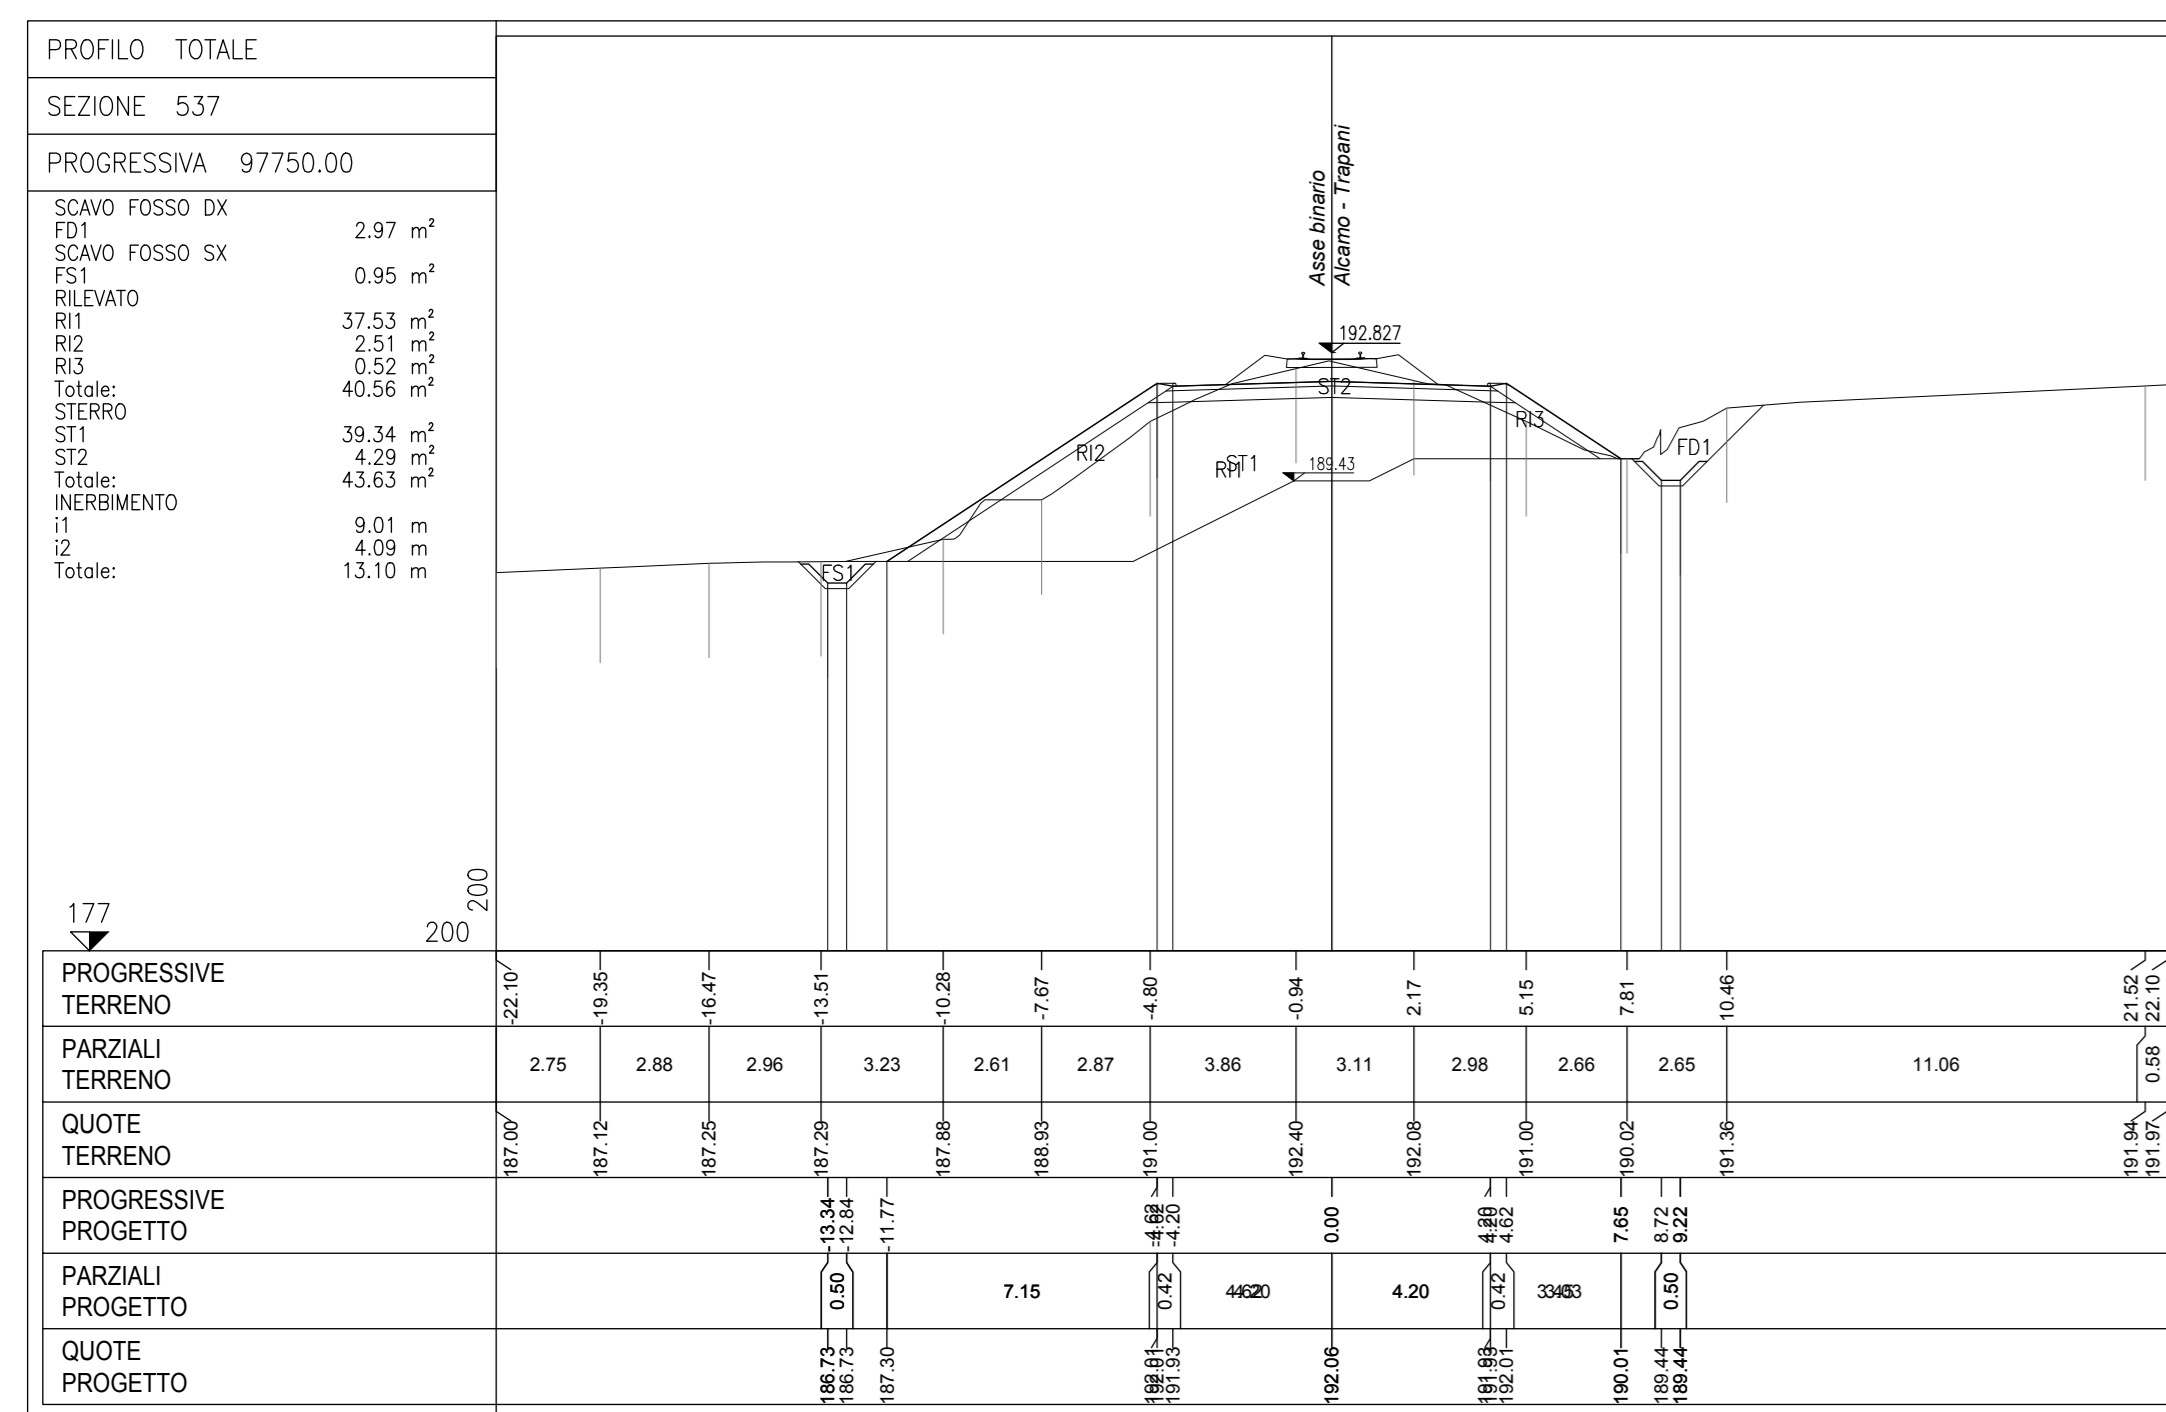 PROFILO TOTALE
SEZIONE 537
PROGRESSIVA 97750.00
SCAVO FOSSO DX
FD1 2.97 m²
SCAVO FOSSO SX
FS1 0.95 m²
RILEVATO
RI1 37.53 m²
RI2 2.51 m²
RI3 0.52 m²
Totale: 40.56 m²
STERRO
ST1 39.34 m²
ST2 4.29 m²
Totale: 43.63 m²
INERBIMENTO
i1 9.01 m
i2 4.09 m
Totale: 13.10 m
Asse binario
Alcamo - Trapani
192.827
ST2
RI3
FD1
RI2
RI1
ST1
189.43
FS1
200
177
200
PROGRESSIVE
TERRENO
-22.10 -19.35 -16.47 -13.51 -10.28 -7.67 -4.80 -0.94 2.17 5.15 7.81 10.46 21.52 22.10
PARZIALI
TERRENO
2.75 2.88 2.96 3.23 2.61 2.87 3.86 3.11 2.98 2.66 2.65 11.06 0.58
QUOTE
TERRENO
187.00 187.12 187.25 187.29 187.88 188.93 191.00 192.40 192.08 191.00 190.02 191.36 191.94 191.97
PROGRESSIVE
PROGETTO
-13.34 -12.84 -11.77 -4.62 -4.20 0.00 4.20 4.62 7.65 8.72 9.22
PARZIALI
PROGETTO
0.50 7.15 0.42 4.20 0.42 0.50
QUOTE
PROGETTO
186.73 186.73 187.30 192.01 191.93 192.06 191.93 192.01 190.01 189.44 189.44